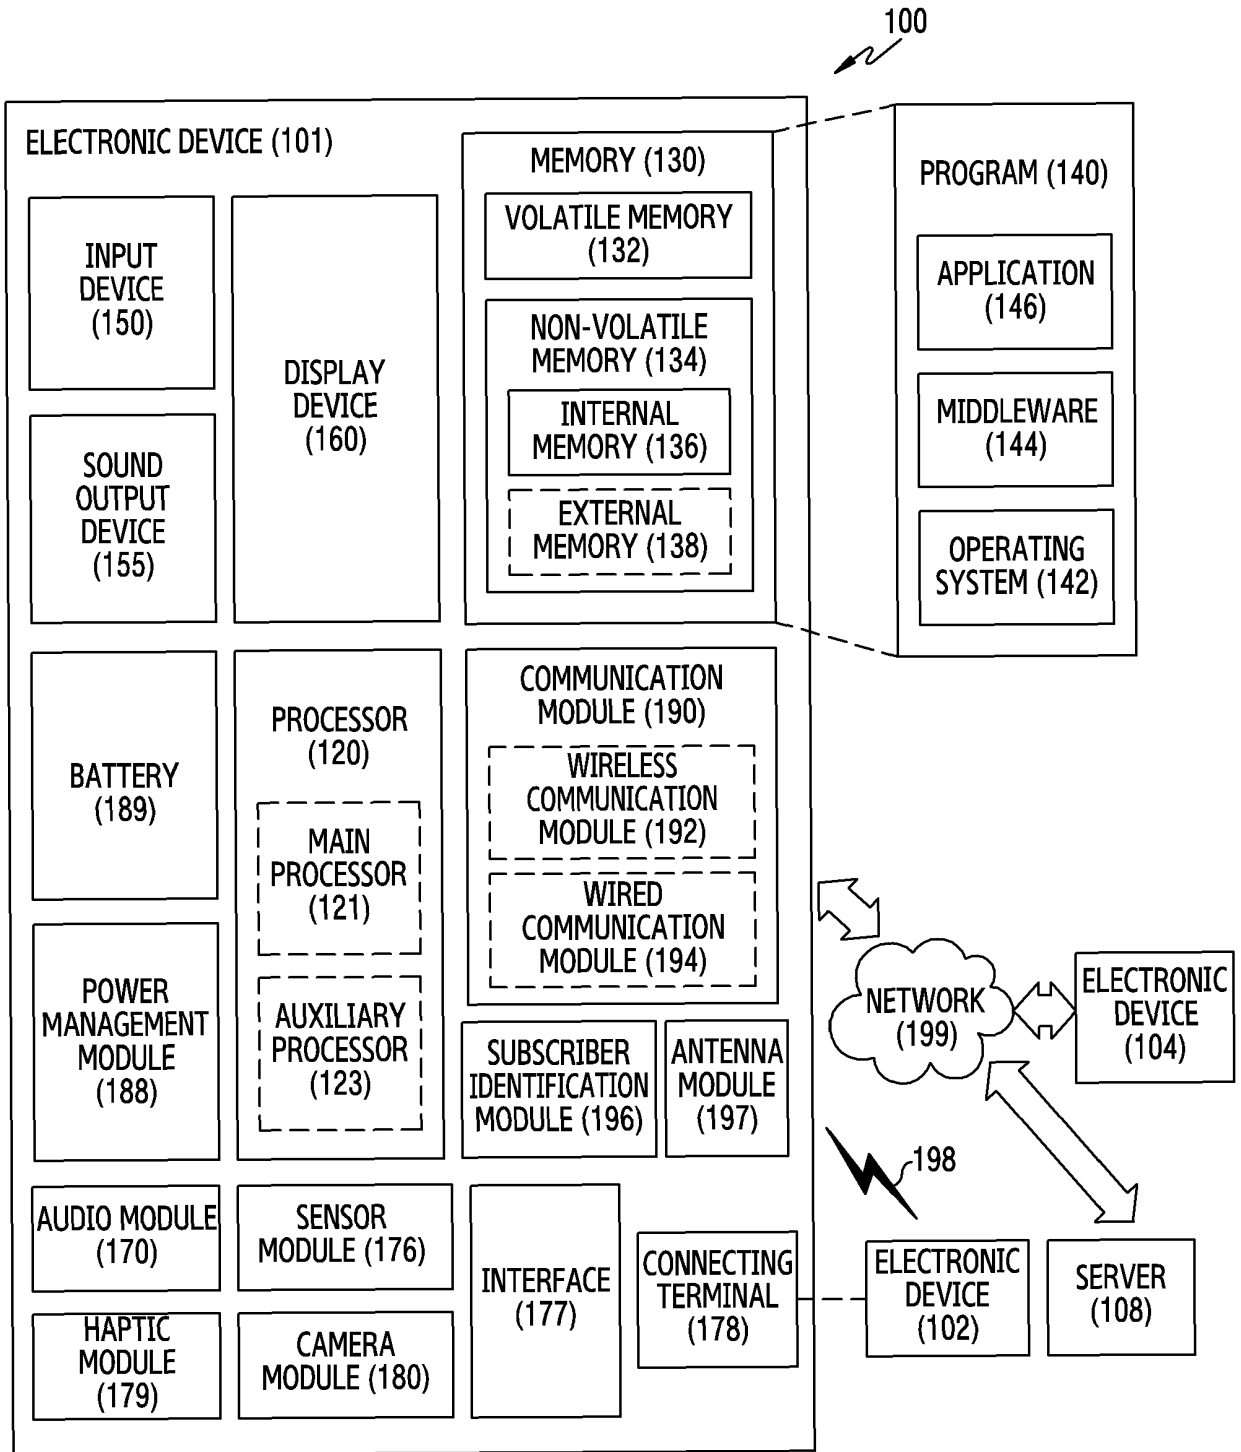 100
ELECTRONIC DEVICE (101)
INPUT
DEVICE
(150)
SOUND
OUTPUT
DEVICE
(155)
DISPLAY
DEVICE
(160)
MEMORY (130)
VOLATILE MEMORY
(132)
NON-VOLATILE
MEMORY (134)
INTERNAL
MEMORY (136)
EXTERNAL
MEMORY (138)
PROGRAM (140)
APPLICATION
(146)
MIDDLEWARE
(144)
OPERATING
SYSTEM (142)
BATTERY
(189)
POWER
MANAGEMENT
MODULE
(188)
PROCESSOR
(120)
MAIN
PROCESSOR
(121)
AUXILIARY
PROCESSOR
(123)
COMMUNICATION
MODULE (190)
WIRELESS
COMMUNICATION
MODULE (192)
WIRED
COMMUNICATION
MODULE (194)
SUBSCRIBER
IDENTIFICATION
MODULE (196)
ANTENNA
MODULE
(197)
NETWORK
(199)
ELECTRONIC
DEVICE
(104)
198
AUDIO MODULE
(170)
SENSOR
MODULE (176)
HAPTIC
MODULE
(179)
CAMERA
MODULE (180)
INTERFACE
(177)
CONNECTING
TERMINAL
(178)
ELECTRONIC
DEVICE
(102)
SERVER
(108)